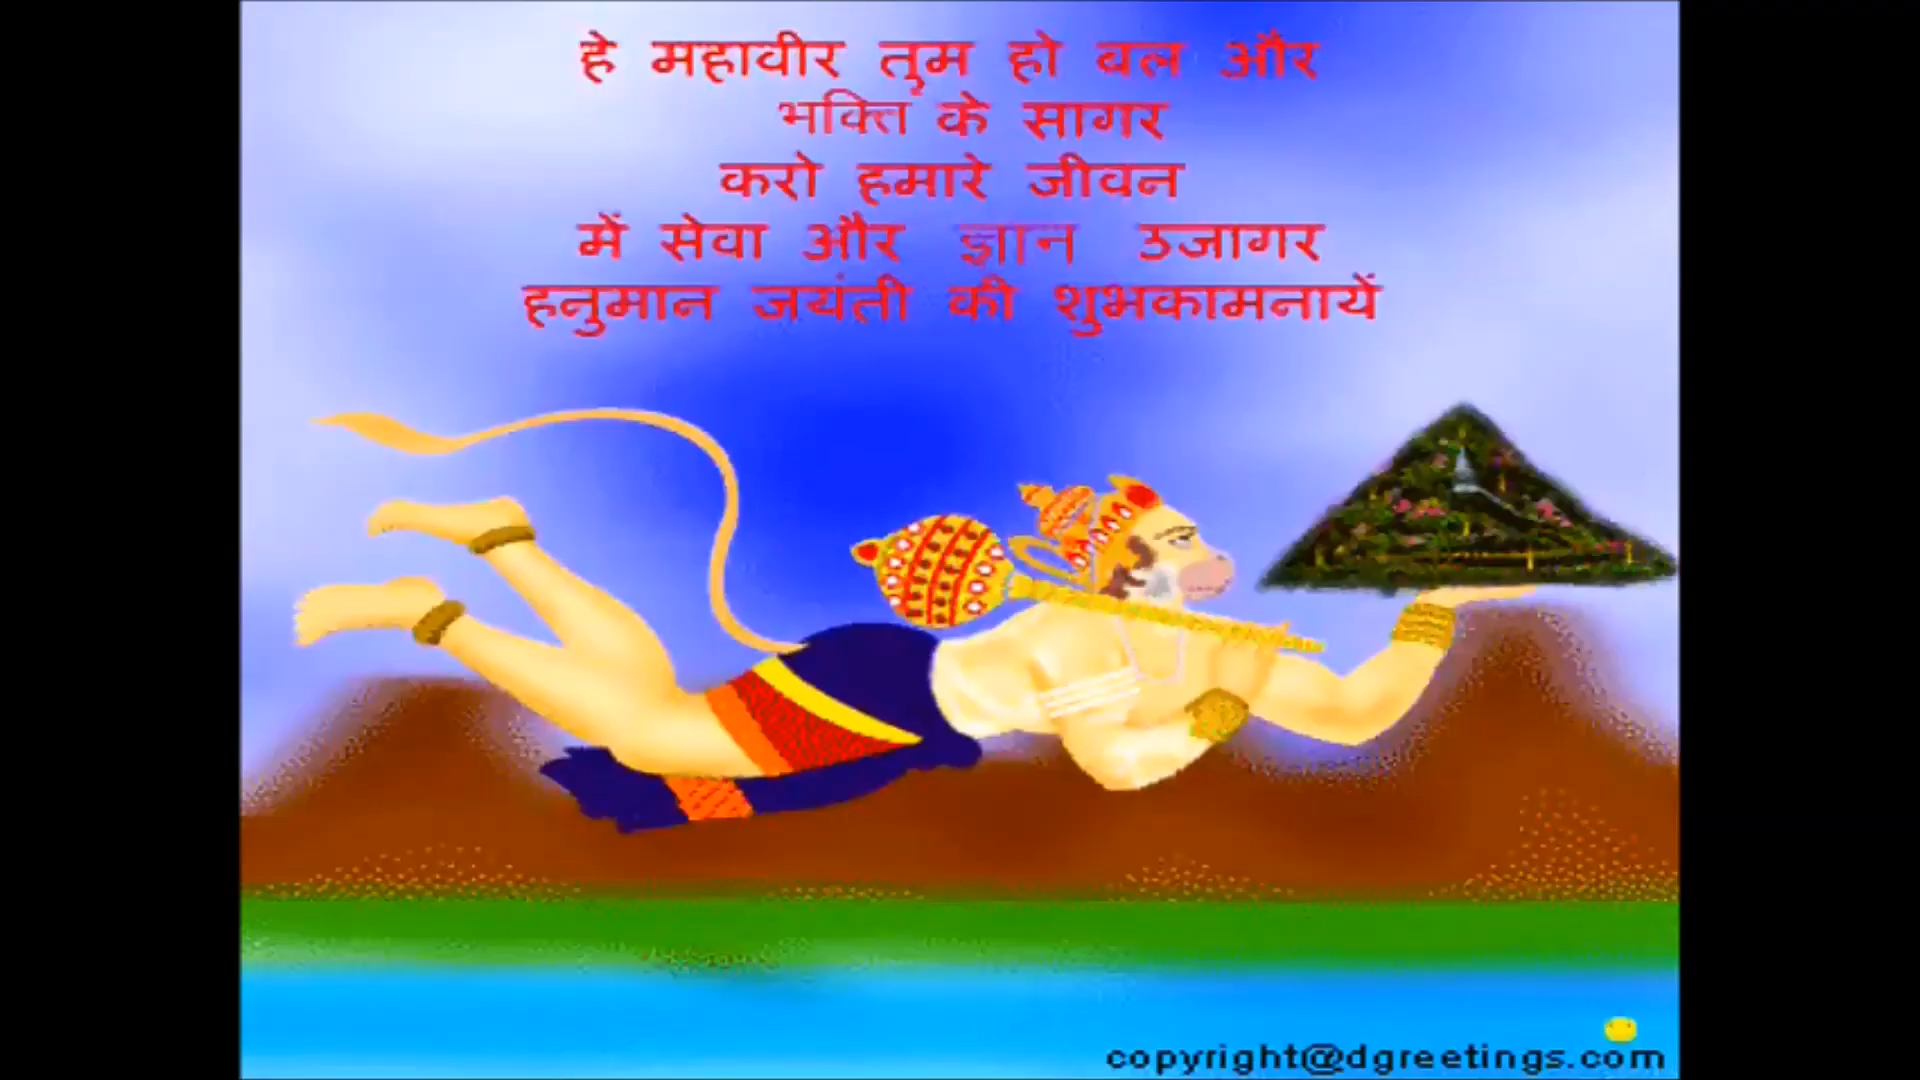 हे महावीर तुम हो बल और
भक्ति के सागर
करो हमारे जीवन
में सेवा और ज्ञान उजागर
हनुमान जयंती की शुभकामनायें
copyright@dgreetings.com